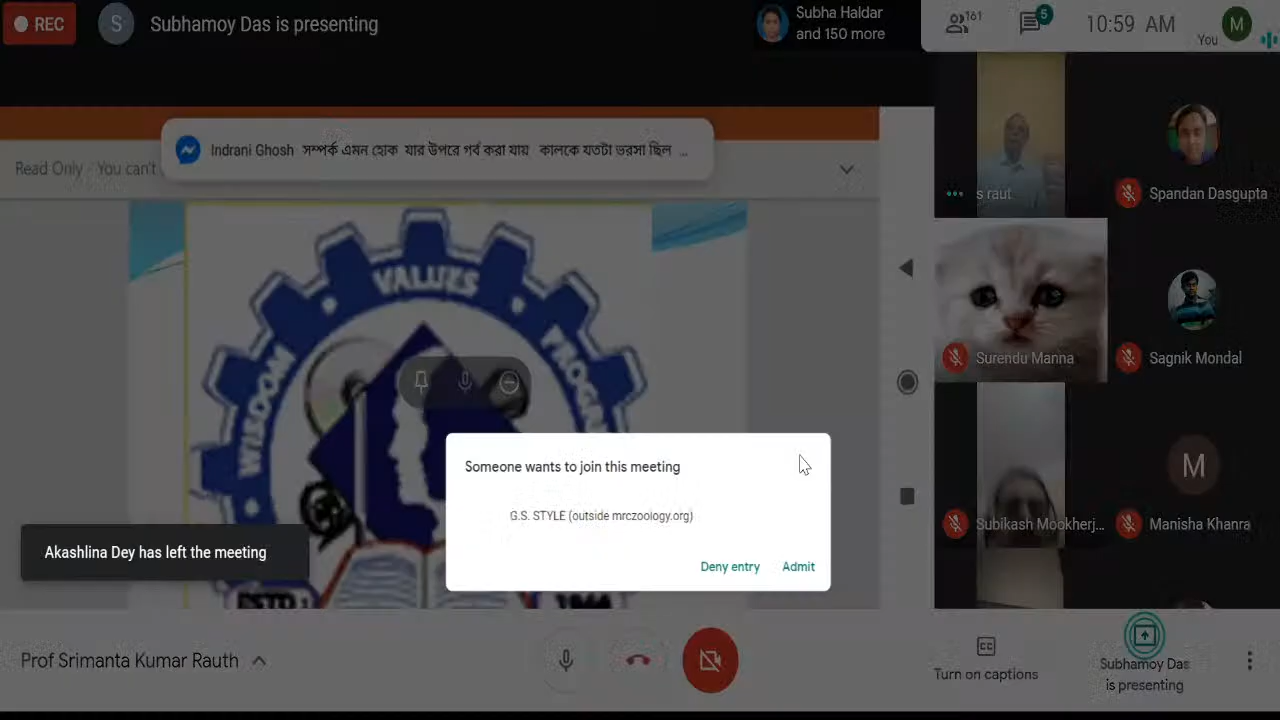 REC
S
Subhamoy Das is presenting
Subha Haldar
and 150 more
161
5
10:59 AM
You
M
Indrani Ghosh সম্পর্ক এমন হোক যার উপরে গর্ব করা যায় কালকে যতটা ভরসা ছিল ...
Read Only - You can't
s raut
Spandan Dasgupta
VALUES
WISDOM
Surendu Manna
Sagnik Mondal
Someone wants to join this meeting
G.S. STYLE (outside mrczoology.org)
Deny entry
Admit
M
Subikash Mookherj...
Manisha Khanra
Akashlina Dey has left the meeting
Prof Srimanta Kumar Rauth
CC
Turn on captions
Subhamoy Das
is presenting